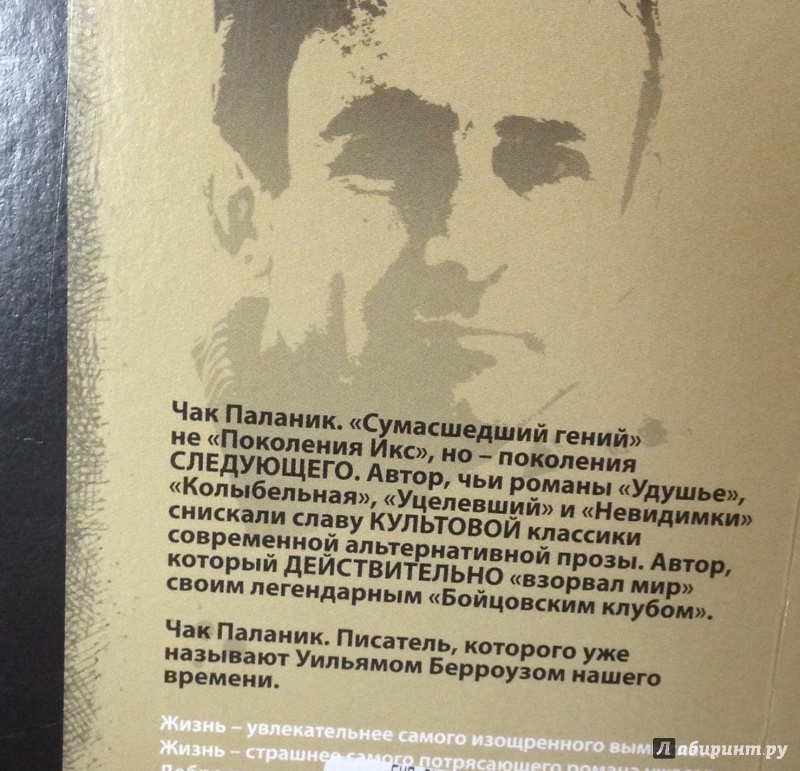 Чак Паланик. «Сумасшедший гений»
не «Поколения Икс», но – поколения
СЛЕДУЮЩЕГО. Автор, чьи романы «Удушье»,
«Колыбельная», «Уцелевший» и «Невидимки»
снискали славу КУЛЬТОВОЙ классики
современной альтернативной прозы. Автор,
который ДЕЙСТВИТЕЛЬНО «взорвал мир»
своим легендарным «Бойцовским клубом».
Чак Паланик. Писатель, которого уже
называют Уильямом Берроузом нашего
времени.
Жизнь – увлекательнее самого изощренного
Жизнь – страшнее самого потрясающего романа
Лабиринт.ру